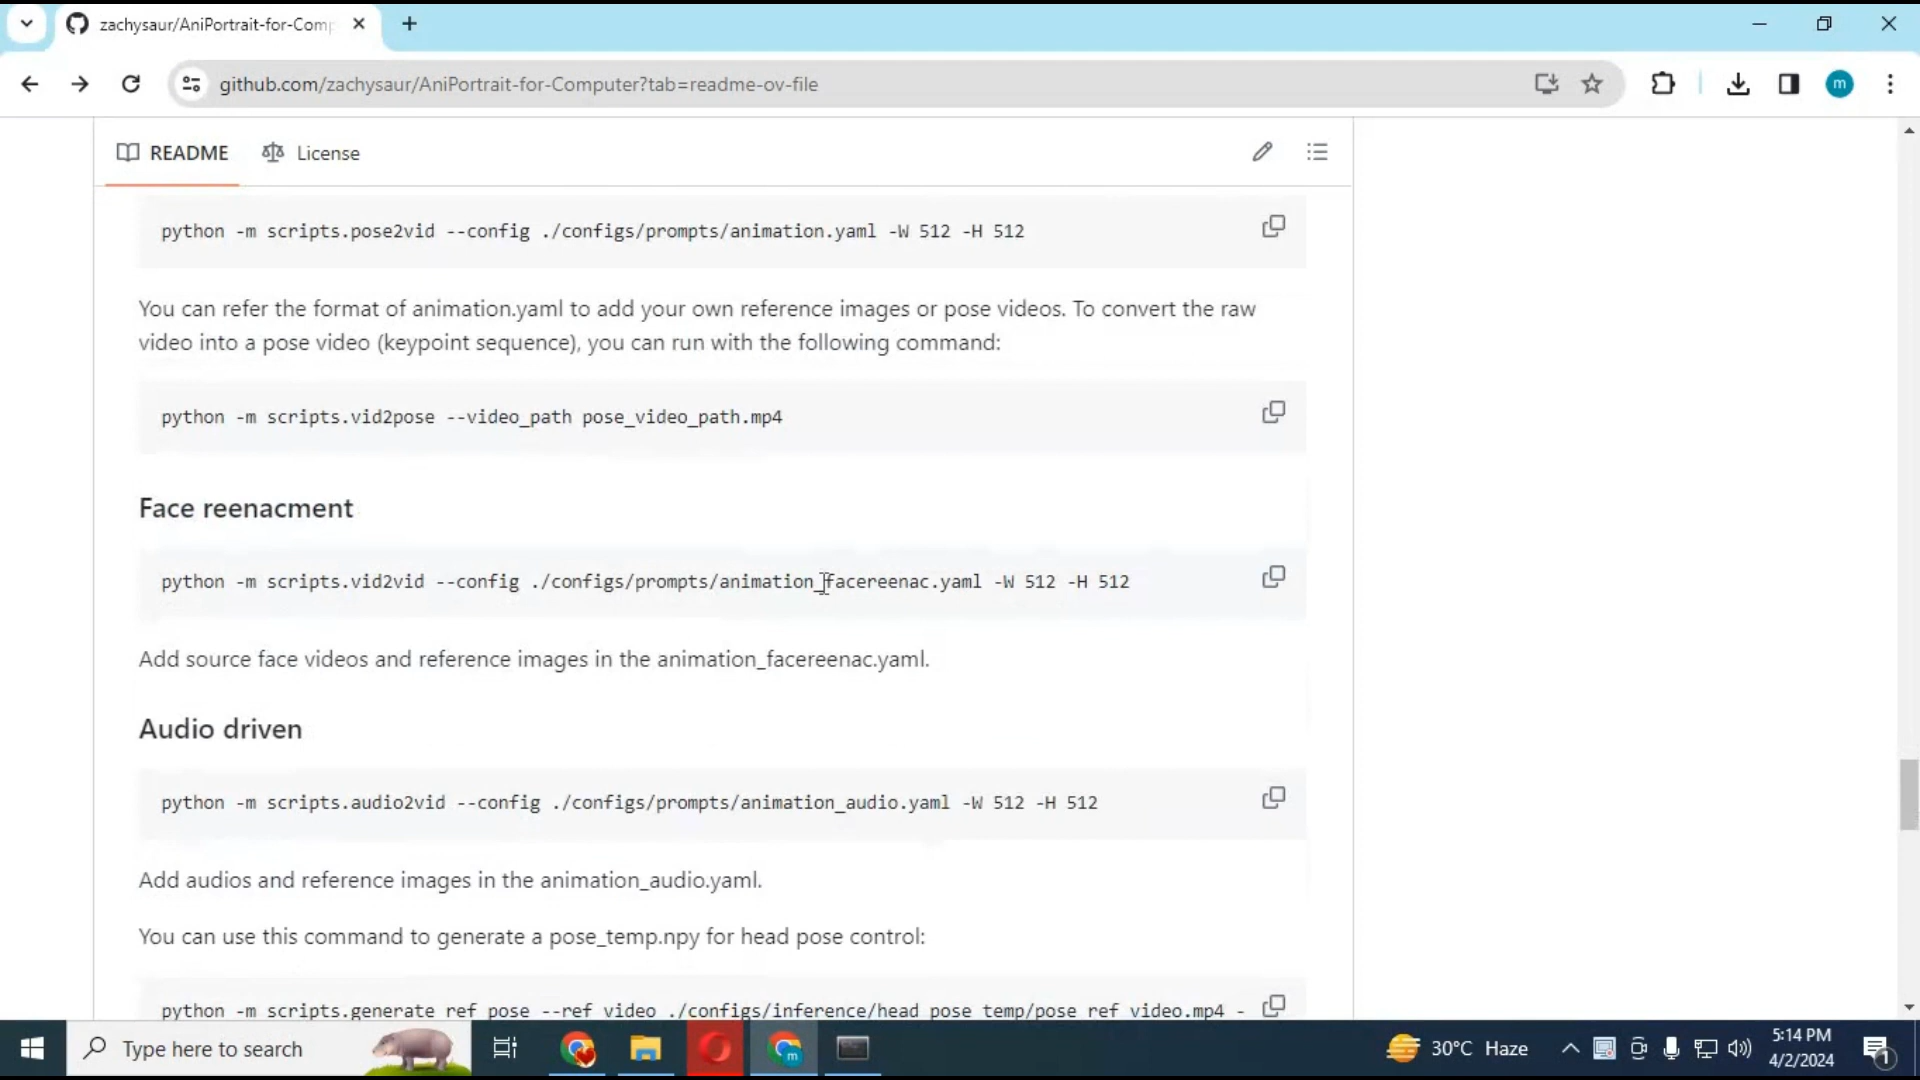 zachysaur/AniPortrait-for-Comp
github.com/zachysaur/AniPortrait-for-Computer?tab=readme-ov-file
m
README
License
python -m scripts.pose2vid --config ./configs/prompts/animation.yaml -W 512 -H 512
You can refer the format of animation.yaml to add your own reference images or pose videos. To convert the raw
video into a pose video (keypoint sequence), you can run with the following command:
python -m scripts.vid2pose --video_path pose_video_path.mp4
Face reenacment
python -m scripts.vid2vid --config ./configs/prompts/animation_facereenac.yaml -W 512 -H 512
Add source face videos and reference images in the animation_facereenac.yaml.
Audio driven
python -m scripts.audio2vid --config ./configs/prompts/animation_audio.yaml -W 512 -H 512
Add audios and reference images in the animation_audio.yaml.
You can use this command to generate a pose_temp.npy for head pose control:
python -m scripts.generate_ref_pose --ref_video ./configs/inference/head_pose_temp/pose_ref_video.mp4 -
Type here to search
m
30°C Haze
5:14 PM
4/2/2024
1